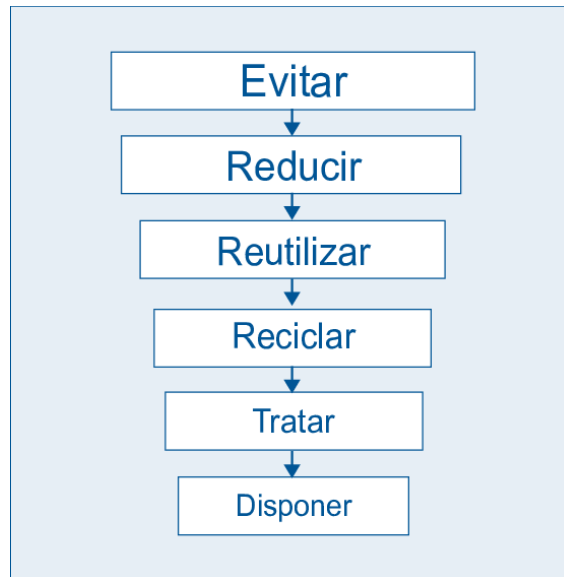 Evitar
Reducir
Reutilizar
Reciclar
Tratar
Disponer